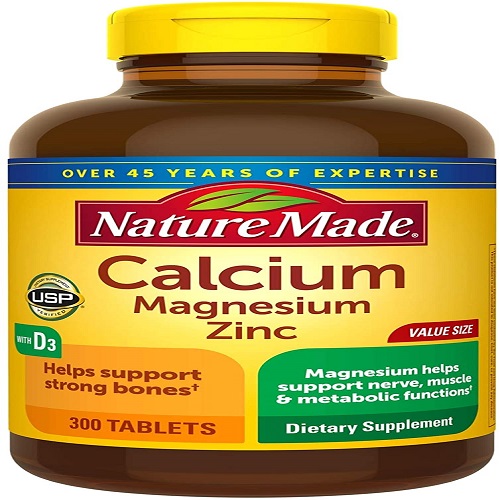 OVER 45 YEARS OF EXPERTISE
Nature Made®
Calcium
Magnesium
Zinc
USP
VERIFIED
WITH D3
VALUE SIZE
Helps support
strong bones†
300 TABLETS
Magnesium helps
support nerve, muscle
& metabolic functions†
Dietary Supplement